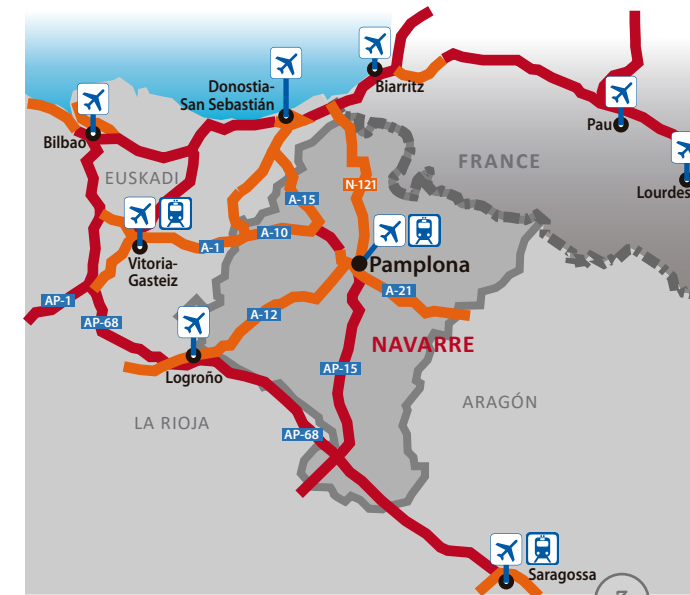 Donostia-
San Sebastián
Biarritz
Bilbao
Pau
FRANCE
EUSKADI
N-121
Lourdes
A-15
A-10
A-1
Vitoria-
Gasteiz
Pamplona
A-21
AP-1
AP-68
A-12
NAVARRE
Logroño
AP-15
ARAGÓN
LA RIOJA
AP-68
Saragossa